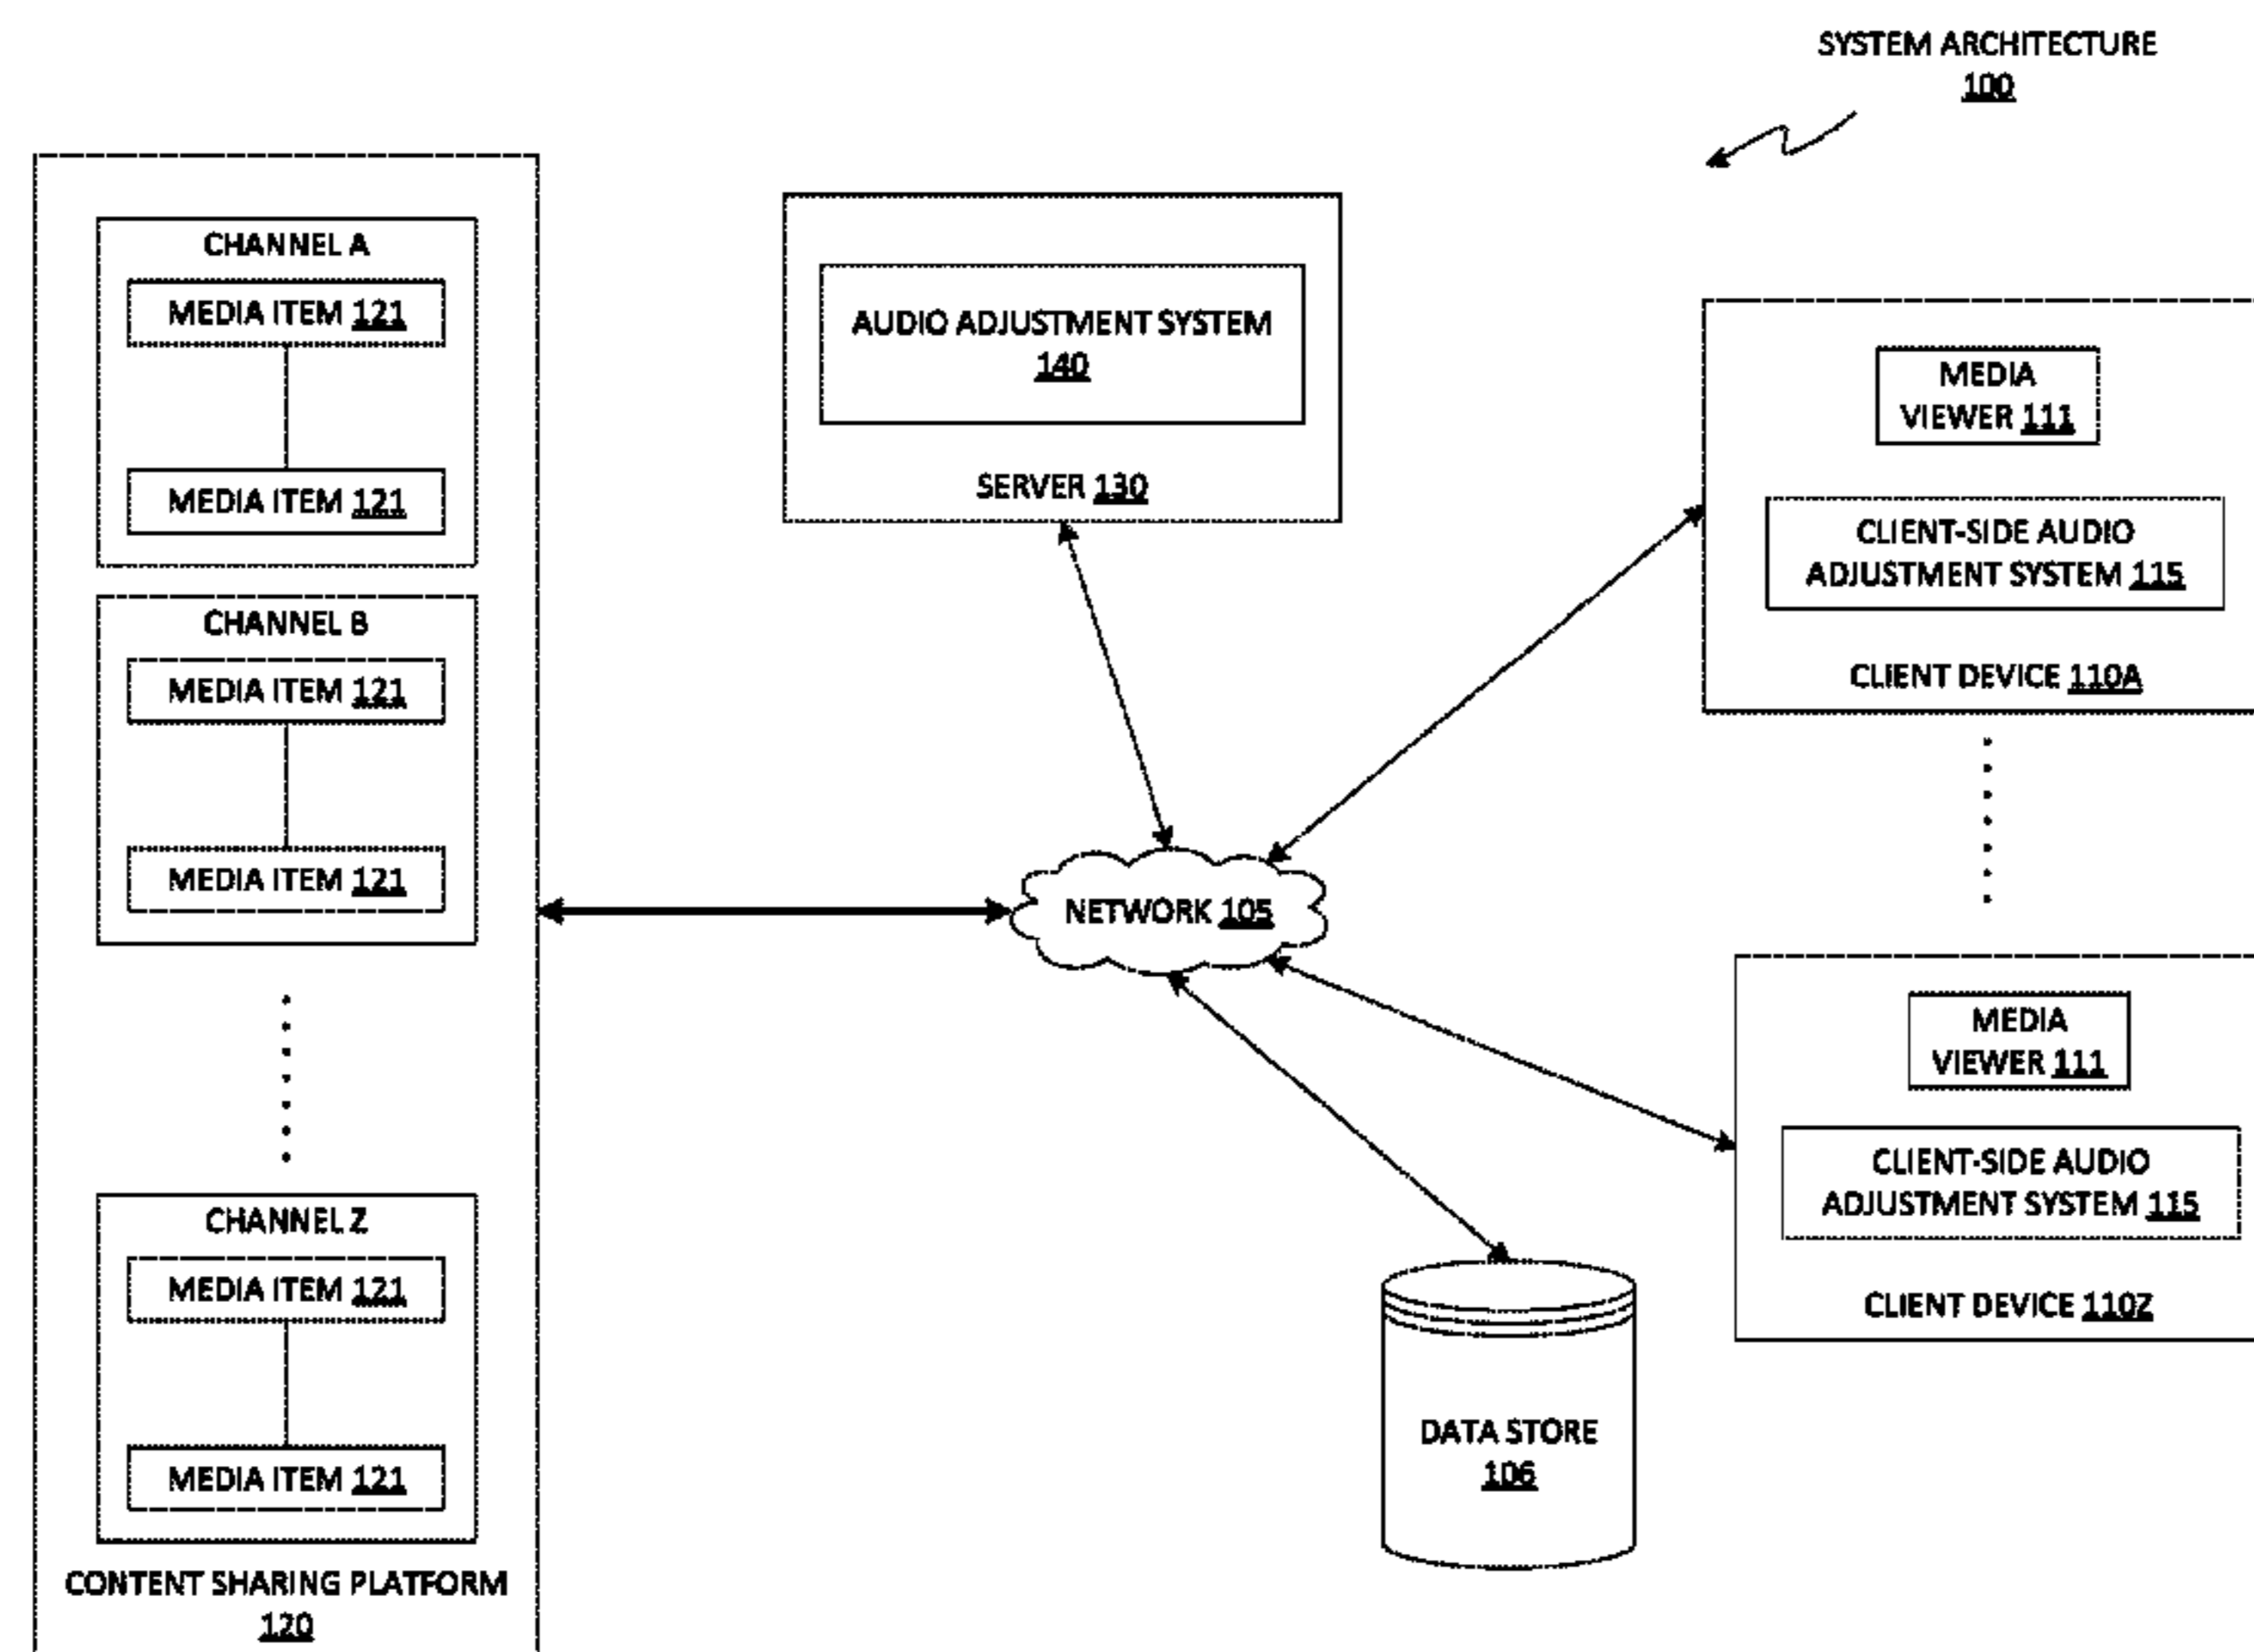 SYSTEM ARCHITECTURE
100
CHANNEL A
MEDIA ITEM 121
MEDIA ITEM 121
CHANNEL B
MEDIA ITEM 121
MEDIA ITEM 121
CHANNEL Z
MEDIA ITEM 121
MEDIA ITEM 121
CONTENT SHARING PLATFORM
120
AUDIO ADJUSTMENT SYSTEM
140
SERVER 130
NETWORK 105
DATA STORE
106
MEDIA
VIEWER 111
CLIENT-SIDE AUDIO
ADJUSTMENT SYSTEM 115
CLIENT DEVICE 110A
MEDIA
VIEWER 111
CLIENT-SIDE AUDIO
ADJUSTMENT SYSTEM 115
CLIENT DEVICE 110Z